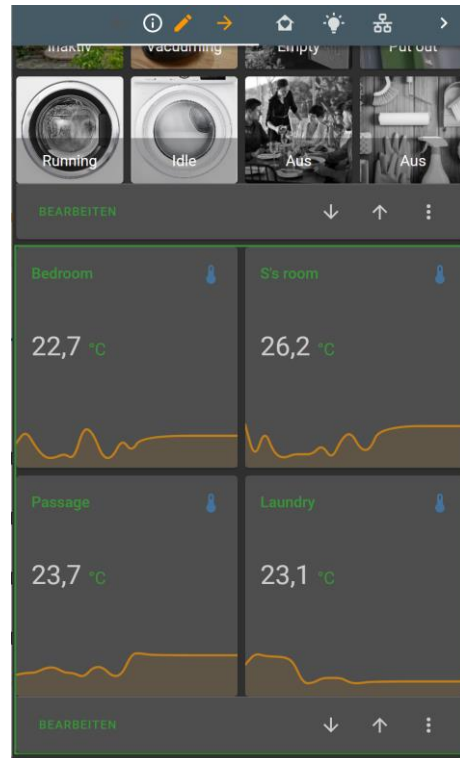 Inaktiv Vacuuming Empty Put out
Running Idle Aus Aus
BEARBEITEN
Bedroom S's room
22,7 °C 26,2 °C
Passage Laundry
23,7 °C 23,1 °C
BEARBEITEN